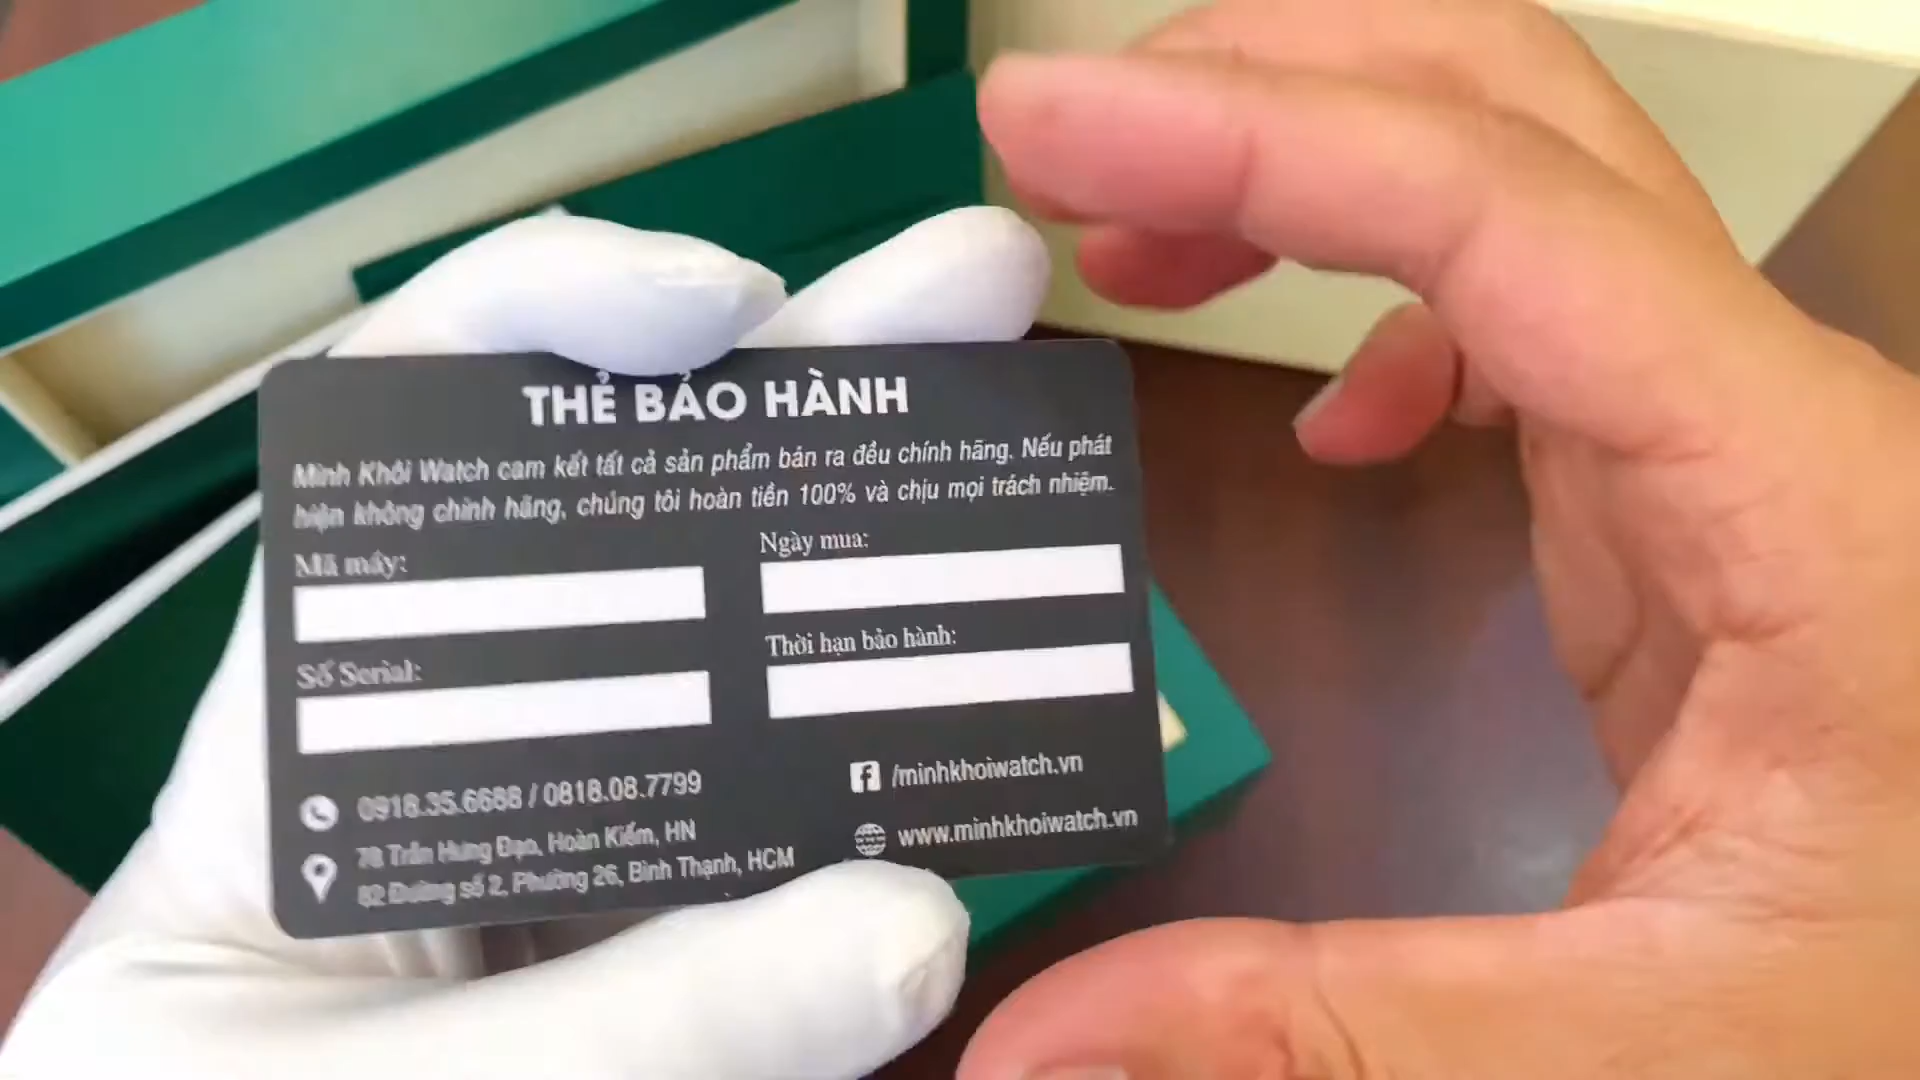 THẺ BẢO HÀNH
Minh Khôi Watch cam kết tất cả sản phẩm bán ra đều chính hãng. Nếu phát
hiện không chính hãng, chúng tôi hoàn tiền 100% và chịu mọi trách nhiệm.
Mã máy:
Ngày mua:
Số Serial:
Thời hạn bảo hành:
0918.35.6688 / 0818.08.7799
78 Trần Hưng Đạo, Hoàn Kiếm, HN
82 Đường số 2, Phường 26, Bình Thạnh, HCM
/minhkhoiwatch.vn
www.minhkhoiwatch.vn